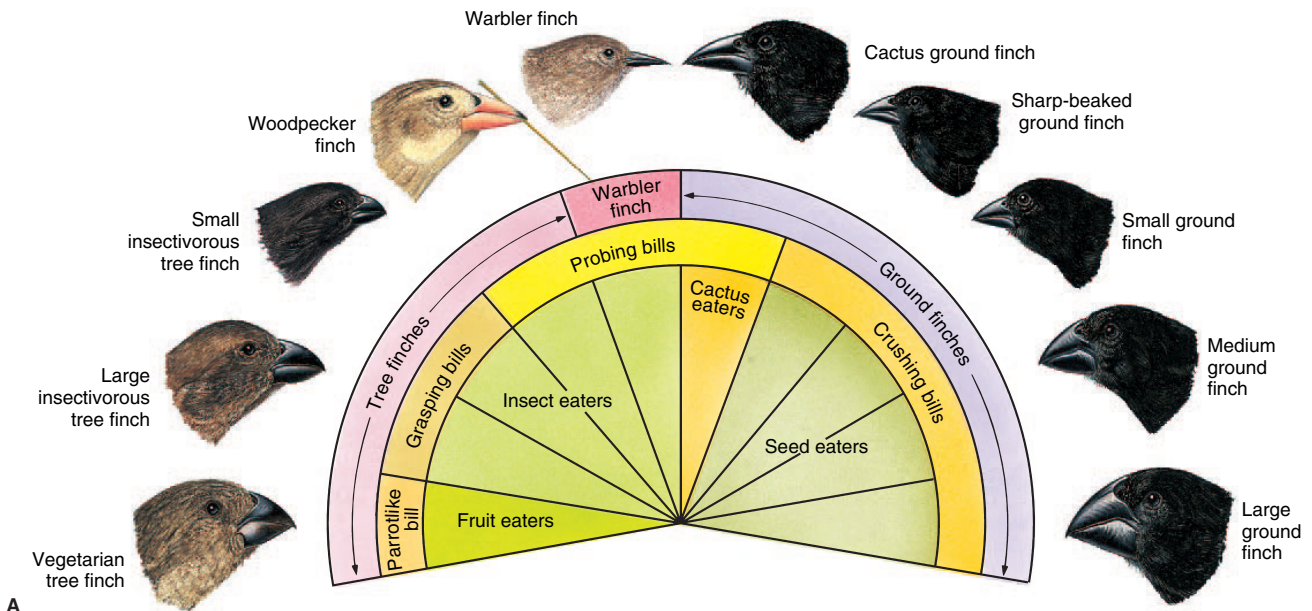 Warbler finch
Cactus ground finch
Sharp-beaked
ground finch
Woodpecker
finch
Small
insectivorous
tree finch
Small ground
finch
Large
insectivorous
tree finch
Medium
ground
finch
Vegetarian
tree finch
Large
ground
finch
Warbler
finch
Tree finches
Ground finches
Probing bills
Grasping bills
Crushing bills
Parrotlike
bill
Cactus
eaters
Insect eaters
Seed eaters
Fruit eaters
A